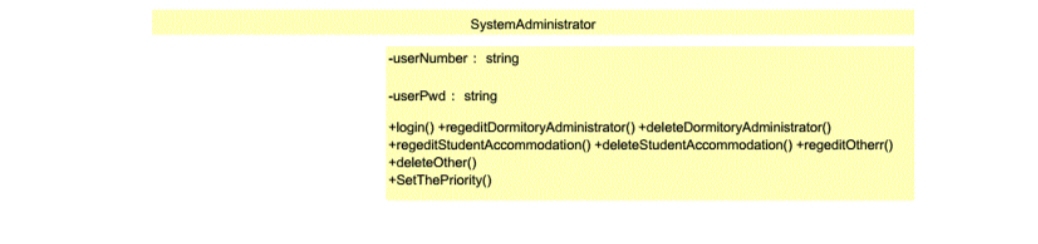 SystemAdministrator
-userNumber : string
-userPwd : string
+login() +regeditDormitoryAdministrator() +deleteDormitoryAdministrator()
+regeditStudentAccommodation() +deleteStudentAccommodation() +regeditOtherr()
+deleteOther()
+SetThePriority()